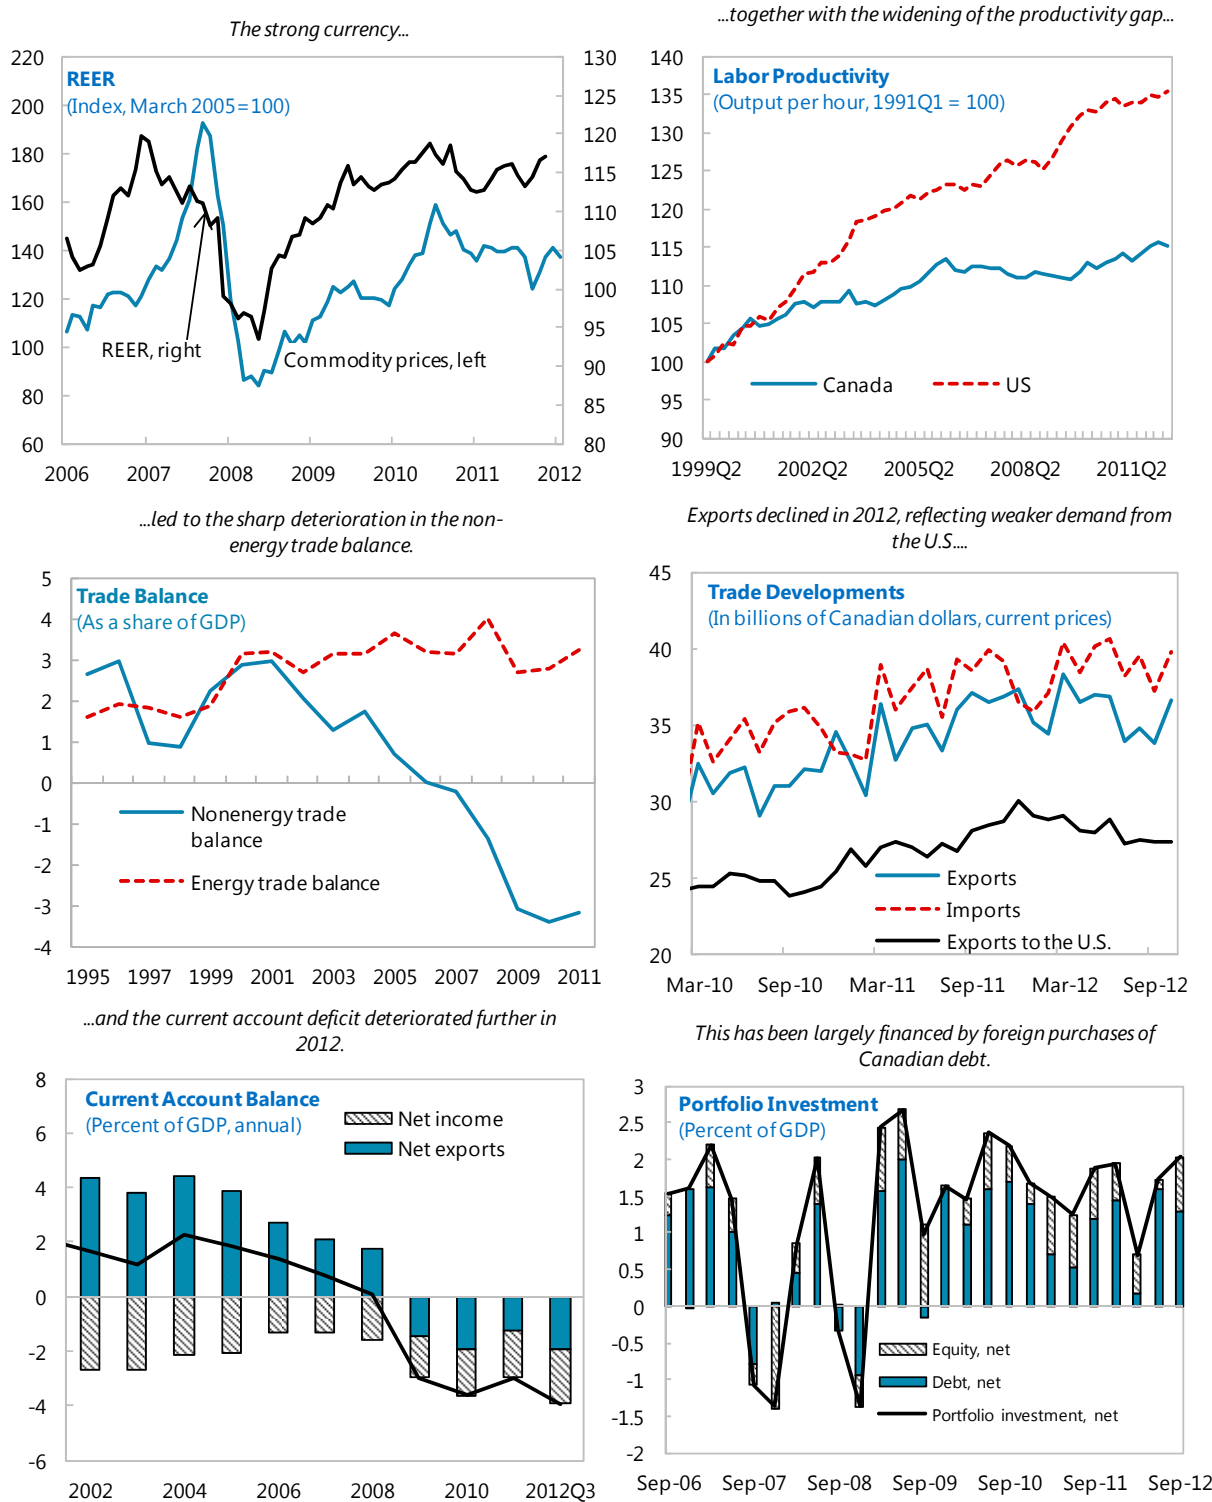 The strong currency...
REER
(Index, March 2005=100)
220
200
180
160
140
120
100
80
60
130
125
120
115
110
105
100
95
90
85
80
REER, right
Commodity prices, left
2006 2007 2008 2009 2010 2011 2012
...together with the widening of the productivity gap...
Labor Productivity
(Output per hour, 1991Q1 = 100)
140
135
130
125
120
115
110
105
100
95
90
Canada
US
1999Q2 2002Q2 2005Q2 2008Q2 2011Q2
...led to the sharp deterioration in the non-
energy trade balance.
Trade Balance
(As a share of GDP)
5
4
3
2
1
0
-1
-2
-3
-4
Nonenergy trade
balance
Energy trade balance
1995 1997 1999 2001 2003 2005 2007 2009 2011
Exports declined in 2012, reflecting weaker demand from
the U.S....
Trade Developments
(In billions of Canadian dollars, current prices)
45
40
35
30
25
20
Exports
Imports
Exports to the U.S.
Mar-10 Sep-10 Mar-11 Sep-11 Mar-12 Sep-12
...and the current account deficit deteriorated further in
2012.
Current Account Balance
(Percent of GDP, annual)
Net income
Net exports
8
6
4
2
0
-2
-4
-6
2002 2004 2006 2008 2010 2012Q3
This has been largely financed by foreign purchases of
Canadian debt.
Portfolio Investment
(Percent of GDP)
3
2.5
2
1.5
1
0.5
0
-0.5
-1
-1.5
-2
Equity, net
Debt, net
Portfolio investment, net
Sep-06 Sep-07 Sep-08 Sep-09 Sep-10 Sep-11 Sep-12